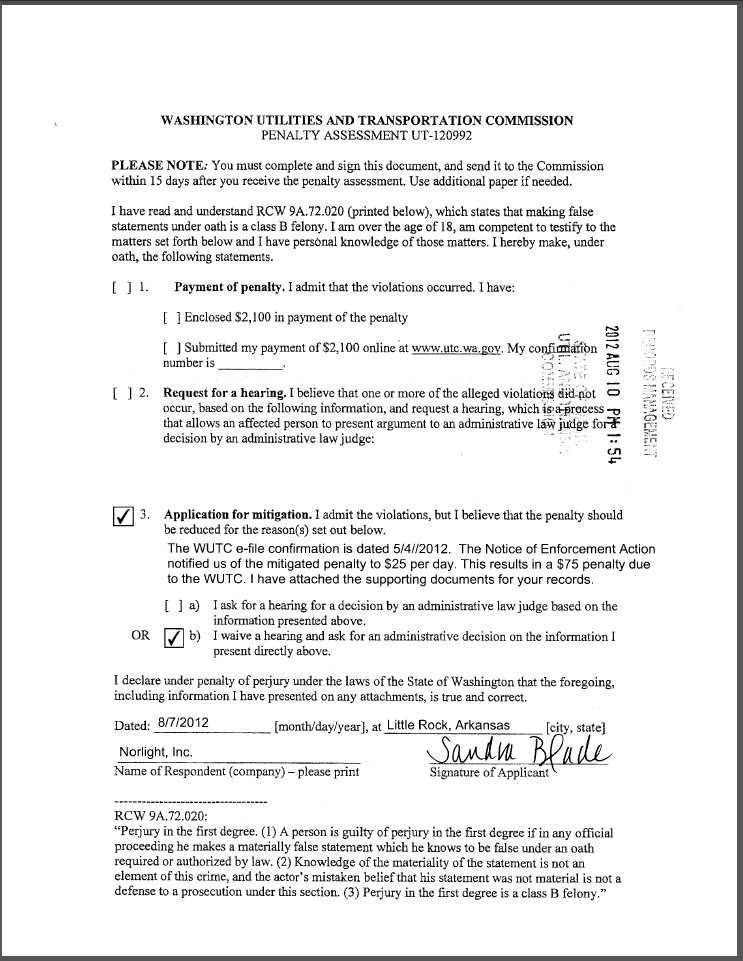 WASHINGTON UTILITIES AND TRANSPORTATION COMMISSION
PENALTY ASSESSMENT UT-120992
PLEASE NOTE: You must complete and sign this document, and send it to the Commission
within 15 days after you receive the penalty assessment. Use additional paper if needed.
I have read and understand RCW 9A.72.020 (printed below), which states that making false
statements under oath is a class B felony. I am over the age of 18, am competent to testify to the
matters set forth below and I have personal knowledge of those matters. I hereby make, under
oath, the following statements.
[ ] 1. Payment of penalty. I admit that the violations occurred. I have:
[ ] Enclosed $2,100 in payment of the penalty
[ ] Submitted my payment of $2,100 online at www.utc.wa.gov. My confirmation
number is __________.
[ ] 2. Request for a hearing. I believe that one or more of the alleged violations did not
occur, based on the following information, and request a hearing, which is a process
that allows an affected person to present argument to an administrative law judge for a
decision by an administrative law judge:
RECEIVED
2012 AUG 10 PM 1:54
[✓] 3. Application for mitigation. I admit the violations, but I believe that the penalty should
be reduced for the reason(s) set out below.
The WUTC e-file confirmation is dated 5/4//2012. The Notice of Enforcement Action
notified us of the mitigated penalty to $25 per day. This results in a $75 penalty due
to the WUTC. I have attached the supporting documents for your records.
[ ] a) I ask for a hearing for a decision by an administrative law judge based on the
information presented above.
OR [✓] b) I waive a hearing and ask for an administrative decision on the information I
present directly above.
I declare under penalty of perjury under the laws of the State of Washington that the foregoing,
including information I have presented on any attachments, is true and correct.
Dated: 8/7/2012 [month/day/year], at Little Rock, Arkansas [city, state]
Norlight, Inc. Sandra Blade
Name of Respondent (company) – please print Signature of Applicant
-----------------------------------
RCW 9A.72.020:
“Perjury in the first degree. (1) A person is guilty of perjury in the first degree if in any official
proceeding he makes a materially false statement which he knows to be false under an oath
required or authorized by law. (2) Knowledge of the materiality of the statement is not an
element of this crime, and the actor’s mistaken belief that his statement was not material is not a
defense to a prosecution under this section. (3) Perjury in the first degree is a class B felony.”